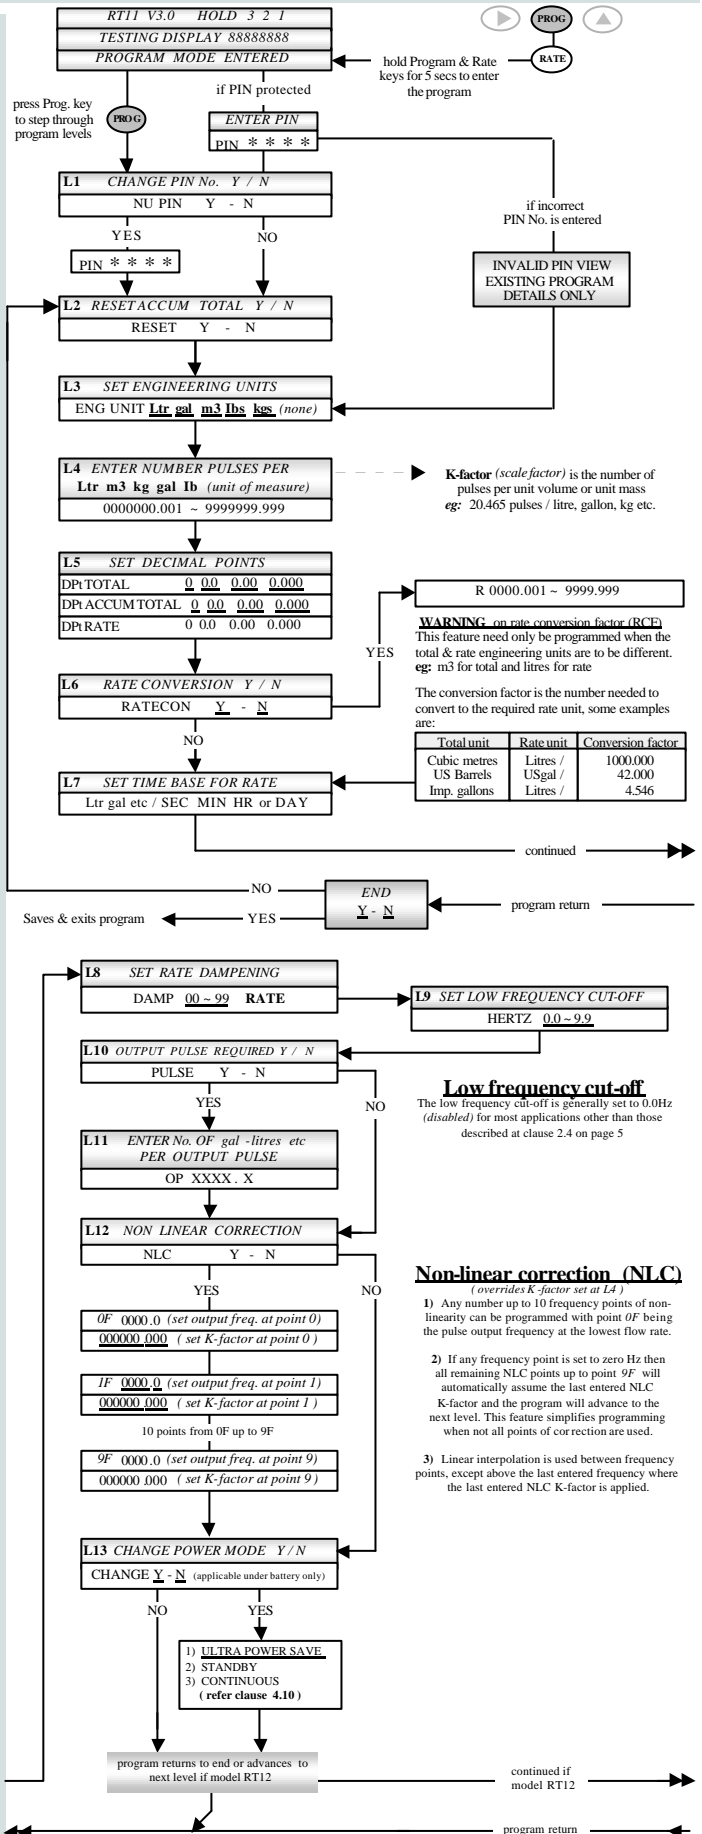 RT11 V3.0 HOLD 3 2 1
TESTING DISPLAY 88888888
PROGRAM MODE ENTERED
PROG
RATE
hold Program & Rate
keys for 5 secs to enter
the program
press Prog. key
to step through
program levels
PROG
if PIN protected
ENTER PIN
PIN * * * *
L1 CHANGE PIN No. Y / N
NU PIN Y - N
YES
NO
PIN * * * *
if incorrect
PIN No. is entered
INVALID PIN VIEW
EXISTING PROGRAM
DETAILS ONLY
L2 RESET ACCUM TOTAL Y / N
RESET Y - N
L3 SET ENGINEERING UNITS
ENG UNIT Ltr gal m3 Ibs kgs (none)
L4 ENTER NUMBER PULSES PER
Ltr m3 kg gal Ib (unit of measure)
0000000.001 ~ 9999999.999
K-factor (scale factor) is the number of
pulses per unit volume or unit mass
eg: 20.465 pulses / litre, gallon, kg etc.
L5 SET DECIMAL POINTS
DPt TOTAL 0 0.0 0.00 0.000
DPt ACCUM TOTAL 0 0.0 0.00 0.000
DPt RATE 0 0.0 0.00 0.000
L6 RATE CONVERSION Y / N
RATECON Y - N
YES
NO
R 0000.001 ~ 9999.999
WARNING on rate conversion factor (RCF)
This feature need only be programmed when the
total & rate engineering units are to be different.
eg: m3 for total and litres for rate
The conversion factor is the number needed to
convert to the required rate unit, some examples
are:
Total unit Rate unit Conversion factor
Cubic metres Litres / 1000.000
US Barrels USgal / 42.000
Imp. gallons Litres / 4.546
L7 SET TIME BASE FOR RATE
Ltr gal etc / SEC MIN HR or DAY
continued
NO
END
Y - N
program return
Saves & exits program
YES
L8 SET RATE DAMPENING
DAMP 00 ~ 99 RATE
L9 SET LOW FREQUENCY CUT-OFF
HERTZ 0.0 ~ 9.9
L10 OUTPUT PULSE REQUIRED Y / N
PULSE Y - N
YES
NO
Low frequency cut-off
The low frequency cut-off is generally set to 0.0Hz
(disabled) for most applications other than those
described at clause 2.4 on page 5
L11 ENTER No. OF gal -litres etc
PER OUTPUT PULSE
OP XXXX . X
L12 NON LINEAR CORRECTION
NLC Y - N
YES
NO
0F 0000.0 (set output freq. at point 0)
000000.000 ( set K-factor at point 0 )
1F 0000.0 (set output freq. at point 1)
000000.000 ( set K-factor at point 1 )
10 points from 0F up to 9F
9F 0000.0 (set output freq. at point 9)
000000.000 ( set K-factor at point 9 )
Non-linear correction (NLC)
( overrides K-factor set at L4 )
1) Any number up to 10 frequency points of non-
linearity can be programmed with point 0F being
the pulse output frequency at the lowest flow rate.
2) If any frequency point is set to zero Hz then
all remaining NLC points up to point 9F will
automatically assume the last entered NLC
K-factor and the program will advance to the
next level. This feature simplifies programming
when not all points of correction are used.
3) Linear interpolation is used between frequency
points, except above the last entered frequency where
the last entered NLC K-factor is applied.
L13 CHANGE POWER MODE Y / N
CHANGE Y - N (applicable under battery only)
NO
YES
1) ULTRA POWER SAVE
2) STANDBY
3) CONTINUOUS
( refer clause 4.10 )
program returns to end or advances to
next level if model RT12
continued if
model RT12
program return